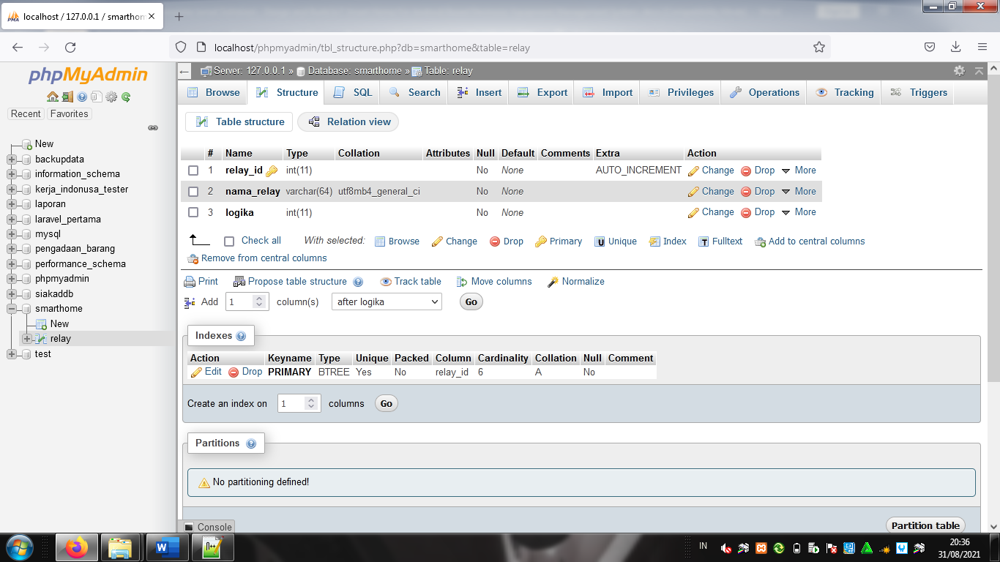 localhost / 127.0.0.1 / smarthom
localhost/phpmyadmin/tbl_structure.php?db=smarthome&table=relay
phpMyAdmin
Recent Favorites
New
backupdata
information_schema
kerja_indonusa_tester
laporan
laravel_pertama
mysql
pengadaan_barang
performance_schema
phpmyadmin
siakaddb
smarthome
New
relay
test
Server: 127.0.0.1 » Database: smarthome » Table: relay
Browse Structure SQL Search Insert Export Import Privileges Operations Tracking Triggers
Table structure Relation view
# Name Type Collation Attributes Null Default Comments Extra Action
1 relay_id int(11) No None AUTO_INCREMENT Change Drop More
2 nama_relay varchar(64) utf8mb4_general_ci No None Change Drop More
3 logika int(11) No None Change Drop More
Check all With selected: Browse Change Drop Primary Unique Index Fulltext Add to central columns
Remove from central columns
Print Propose table structure Track table Move columns Normalize
Add 1 column(s) after logika Go
Indexes
Action Keyname Type Unique Packed Column Cardinality Collation Null Comment
Edit Drop PRIMARY BTREE Yes No relay_id 6 A No
Create an index on 1 columns Go
Partitions
No partitioning defined!
Partition table
Console
IN
20:36
31/08/2021